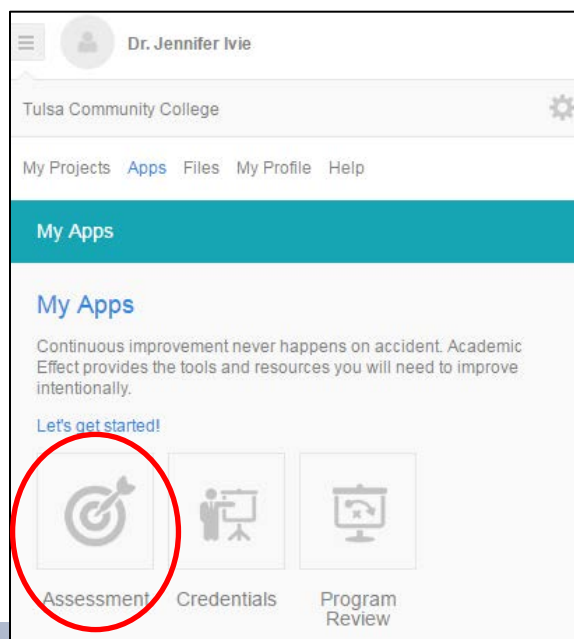 Dr. Jennifer Ivie
Tulsa Community College
My Projects Apps Files My Profile Help
My Apps
My Apps
Continuous improvement never happens on accident. Academic
Effect provides the tools and resources you will need to improve
intentionally.
Let's get started!
Assessment Credentials Program
Review